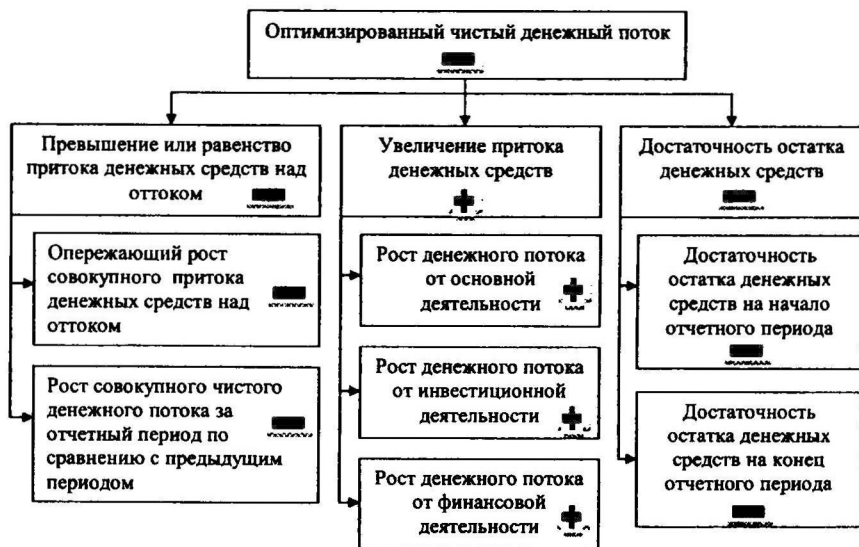 Оптимизированный чистый денежный поток
Превышение или равенство
притока денежных средств над
оттоком
Опережающий рост
совокупного притока
денежных средств над
оттоком
Рост совокупного чистого
денежного потока за
отчетный период по
сравнению с предыдущим
периодом
Увеличение притока
денежных средств
Рост денежного потока
от основной
деятельности
Рост денежного потока
от инвестиционной
деятельности
Рост денежного потока
от финансовой
деятельности
Достаточность остатка
денежных средств
Достаточность
остатка денежных
средств на начало
отчетного периода
Достаточность
остатка денежных
средств на конец
отчетного периода